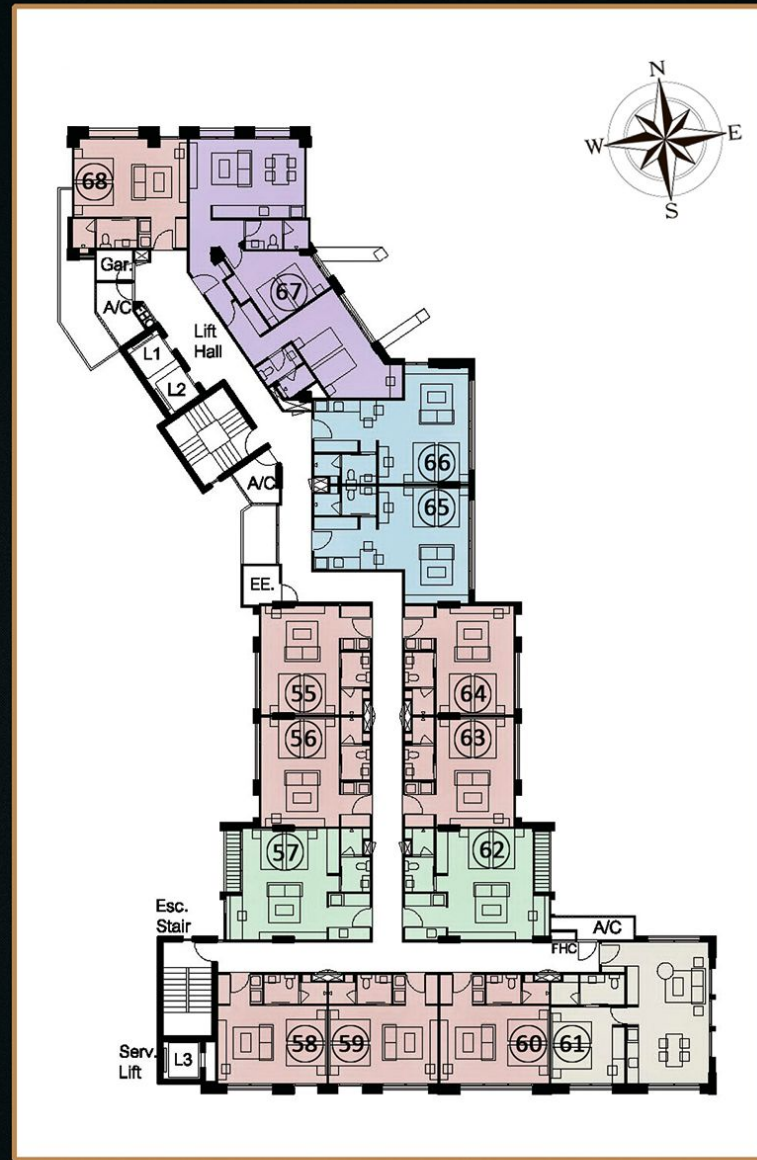 N
W E
S
68
Gar.
A/C
67
Lift
Hall
L1
L2
66
A/C
65
EE.
55
64
56
63
57
62
Esc.
Stair
A/C
FHC
58
59
60
61
Serv.
Lift
L3